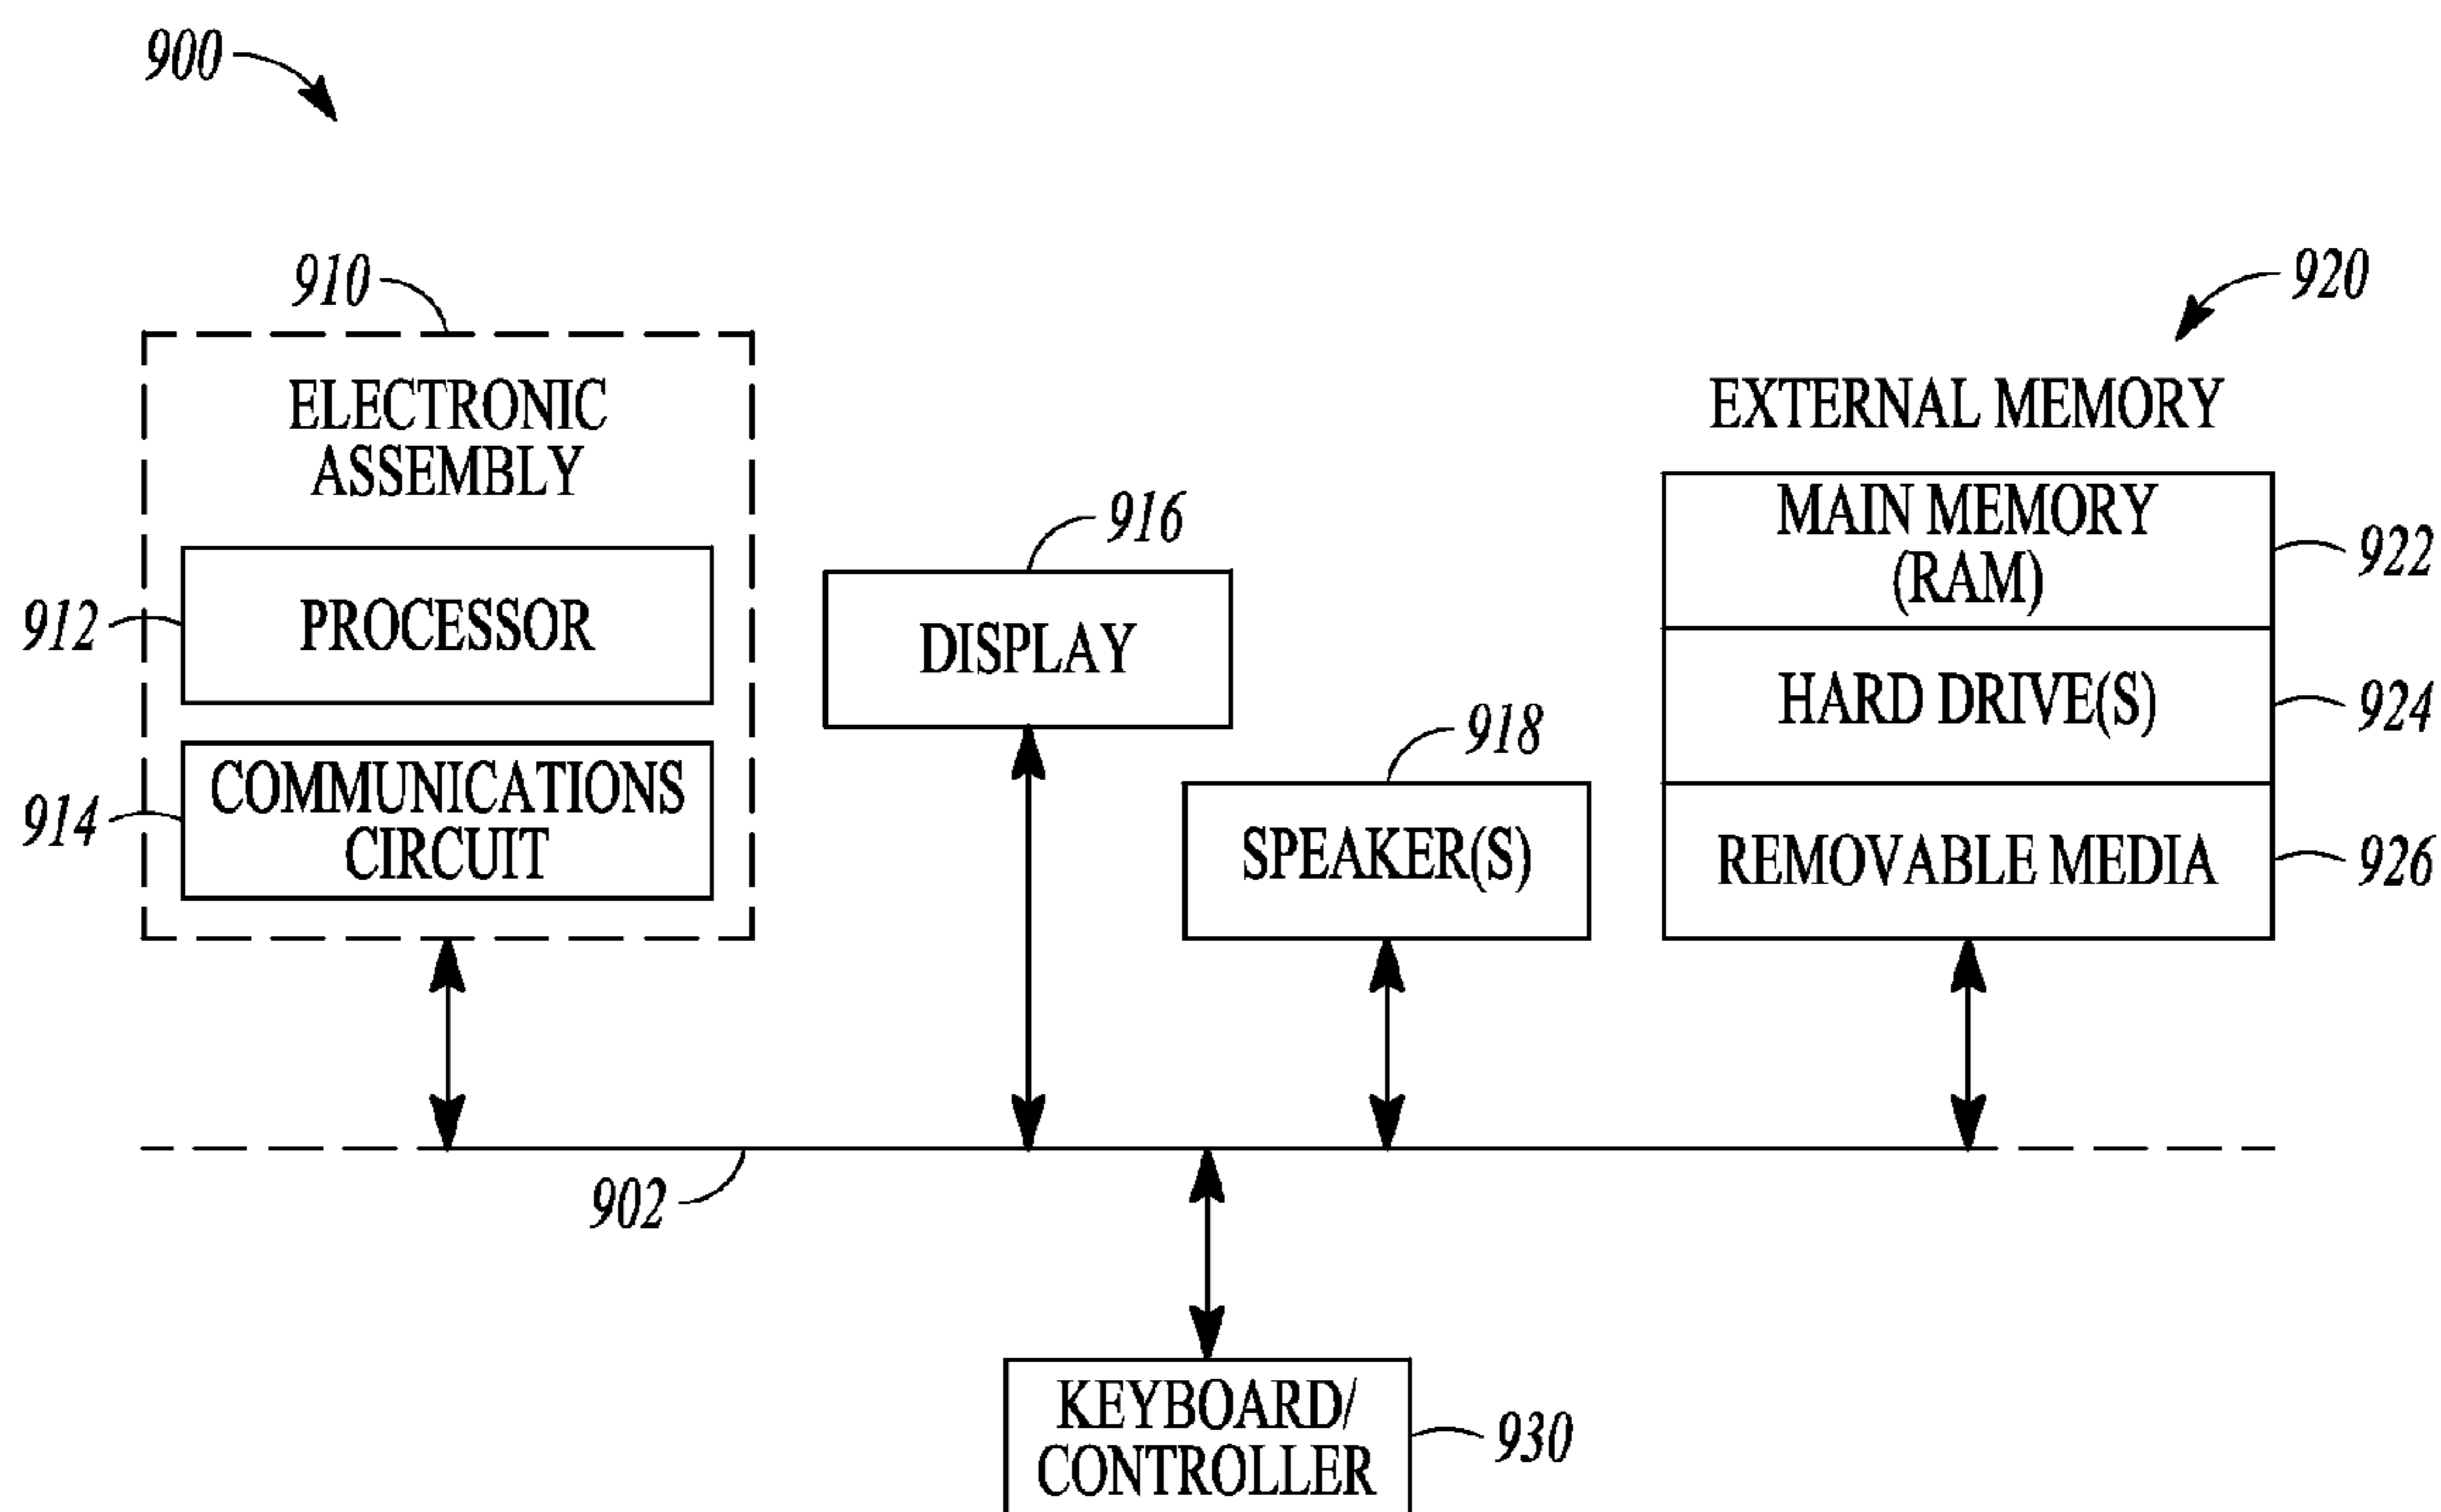 900
910
920
ELECTRONIC
ASSEMBLY
EXTERNAL MEMORY
916
MAIN MEMORY
(RAM)
922
912
PROCESSOR
DISPLAY
HARD DRIVE(S)
924
918
914
COMMUNICATIONS
CIRCUIT
SPEAKER(S)
REMOVABLE MEDIA
926
902
KEYBOARD/
CONTROLLER
930